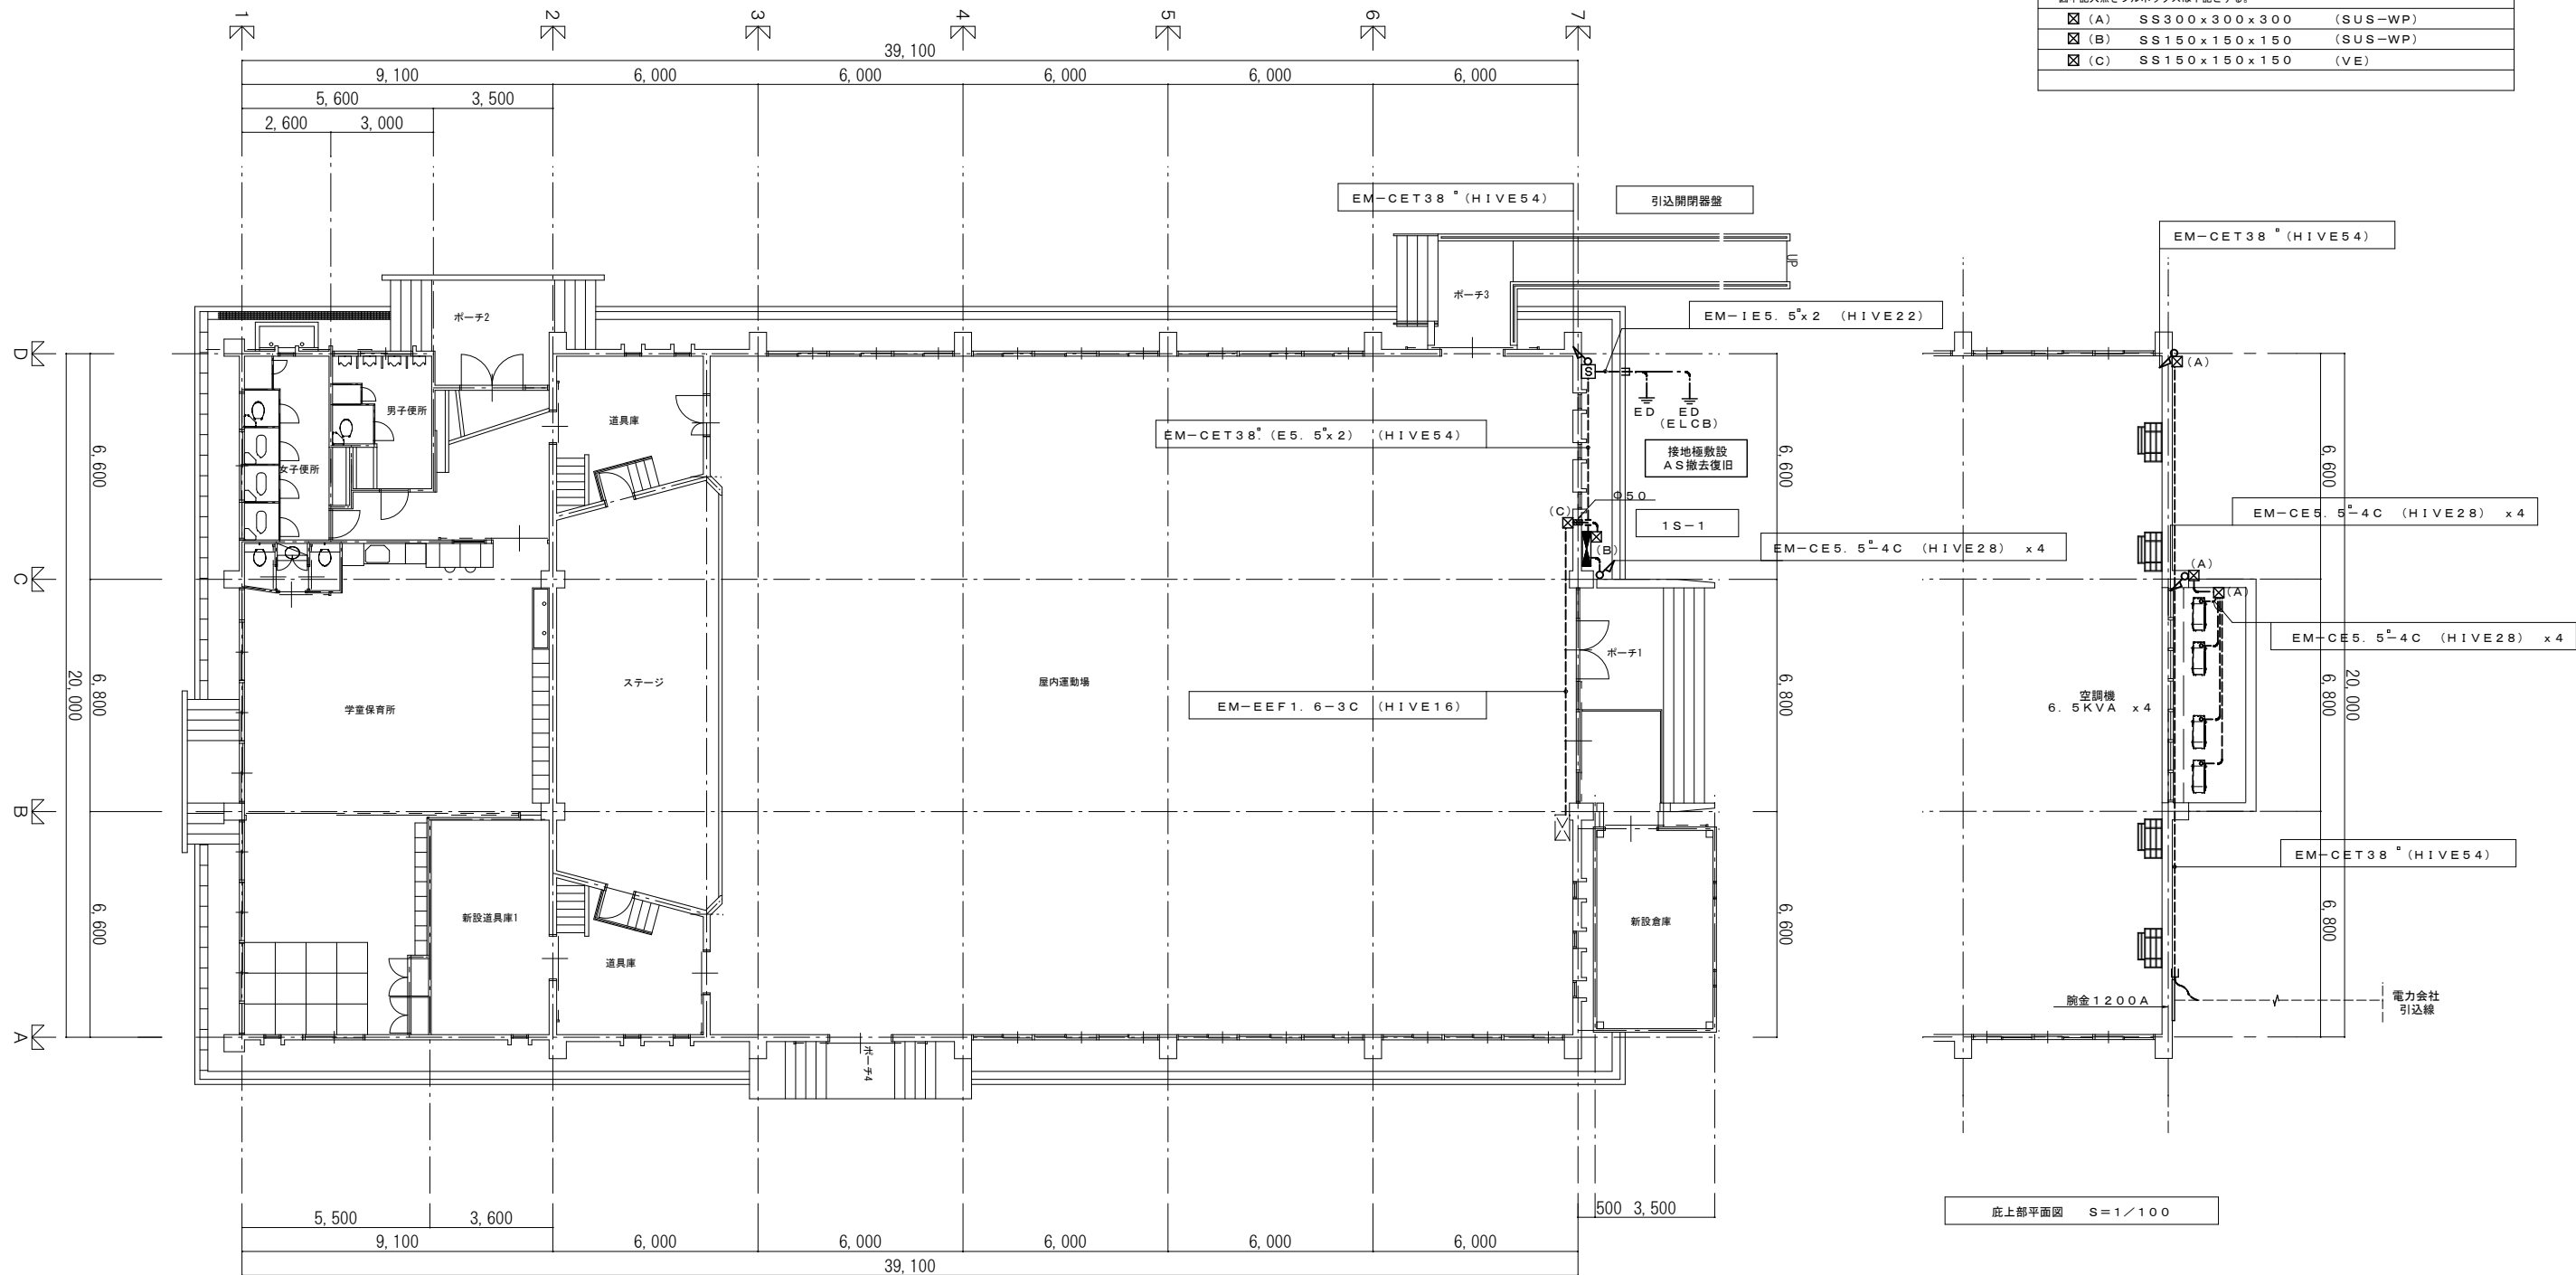 (A) SS300x300x300 (SUS-WP)
(B) SS150x150x150 (SUS-WP)
(C) SS150x150x150 (VE)
1
2
3
4
5
6
7
39,100
9,100
6,000
6,000
6,000
6,000
6,000
5,600
3,500
2,600
3,000
EM-CET38□(HIVE54)
引込開閉器盤
EM-CET38□(HIVE54)
UP
ポーチ3
ポーチ2
EM-IE5.5□x2 (HIVE22)
D
(A)
S
男子便所
道具庫
ED
ED
(ELCB)
EM-CET38□(E5.5□x2) (HIVE54)
接地極敷設
AS撤去復旧
6,600
6,600
6,600
女子便所
Φ50
(C)
1S-1
EM-CE5.5□-4C (HIVE28) x4
(B)
EM-CE5.5□-4C (HIVE28) x4
C
(A)
(A)
EM-CE5.5□-4C (HIVE28) x4
ポーチ1
ステージ
屋内運動場
学童保育所
20,000
6,800
6,800
6,800
20,000
空調機
6.5KVA x4
EM-EEF1.6-3C (HIVE16)
B
EM-CET38□(HIVE54)
新設道具庫1
新設倉庫
道具庫
6,600
6,600
6,800
腕金1200A
電力会社
引込線
A
ポーチ4
5,500
3,600
500
3,500
庇上部平面図 S=1/100
9,100
6,000
6,000
6,000
6,000
6,000
39,100